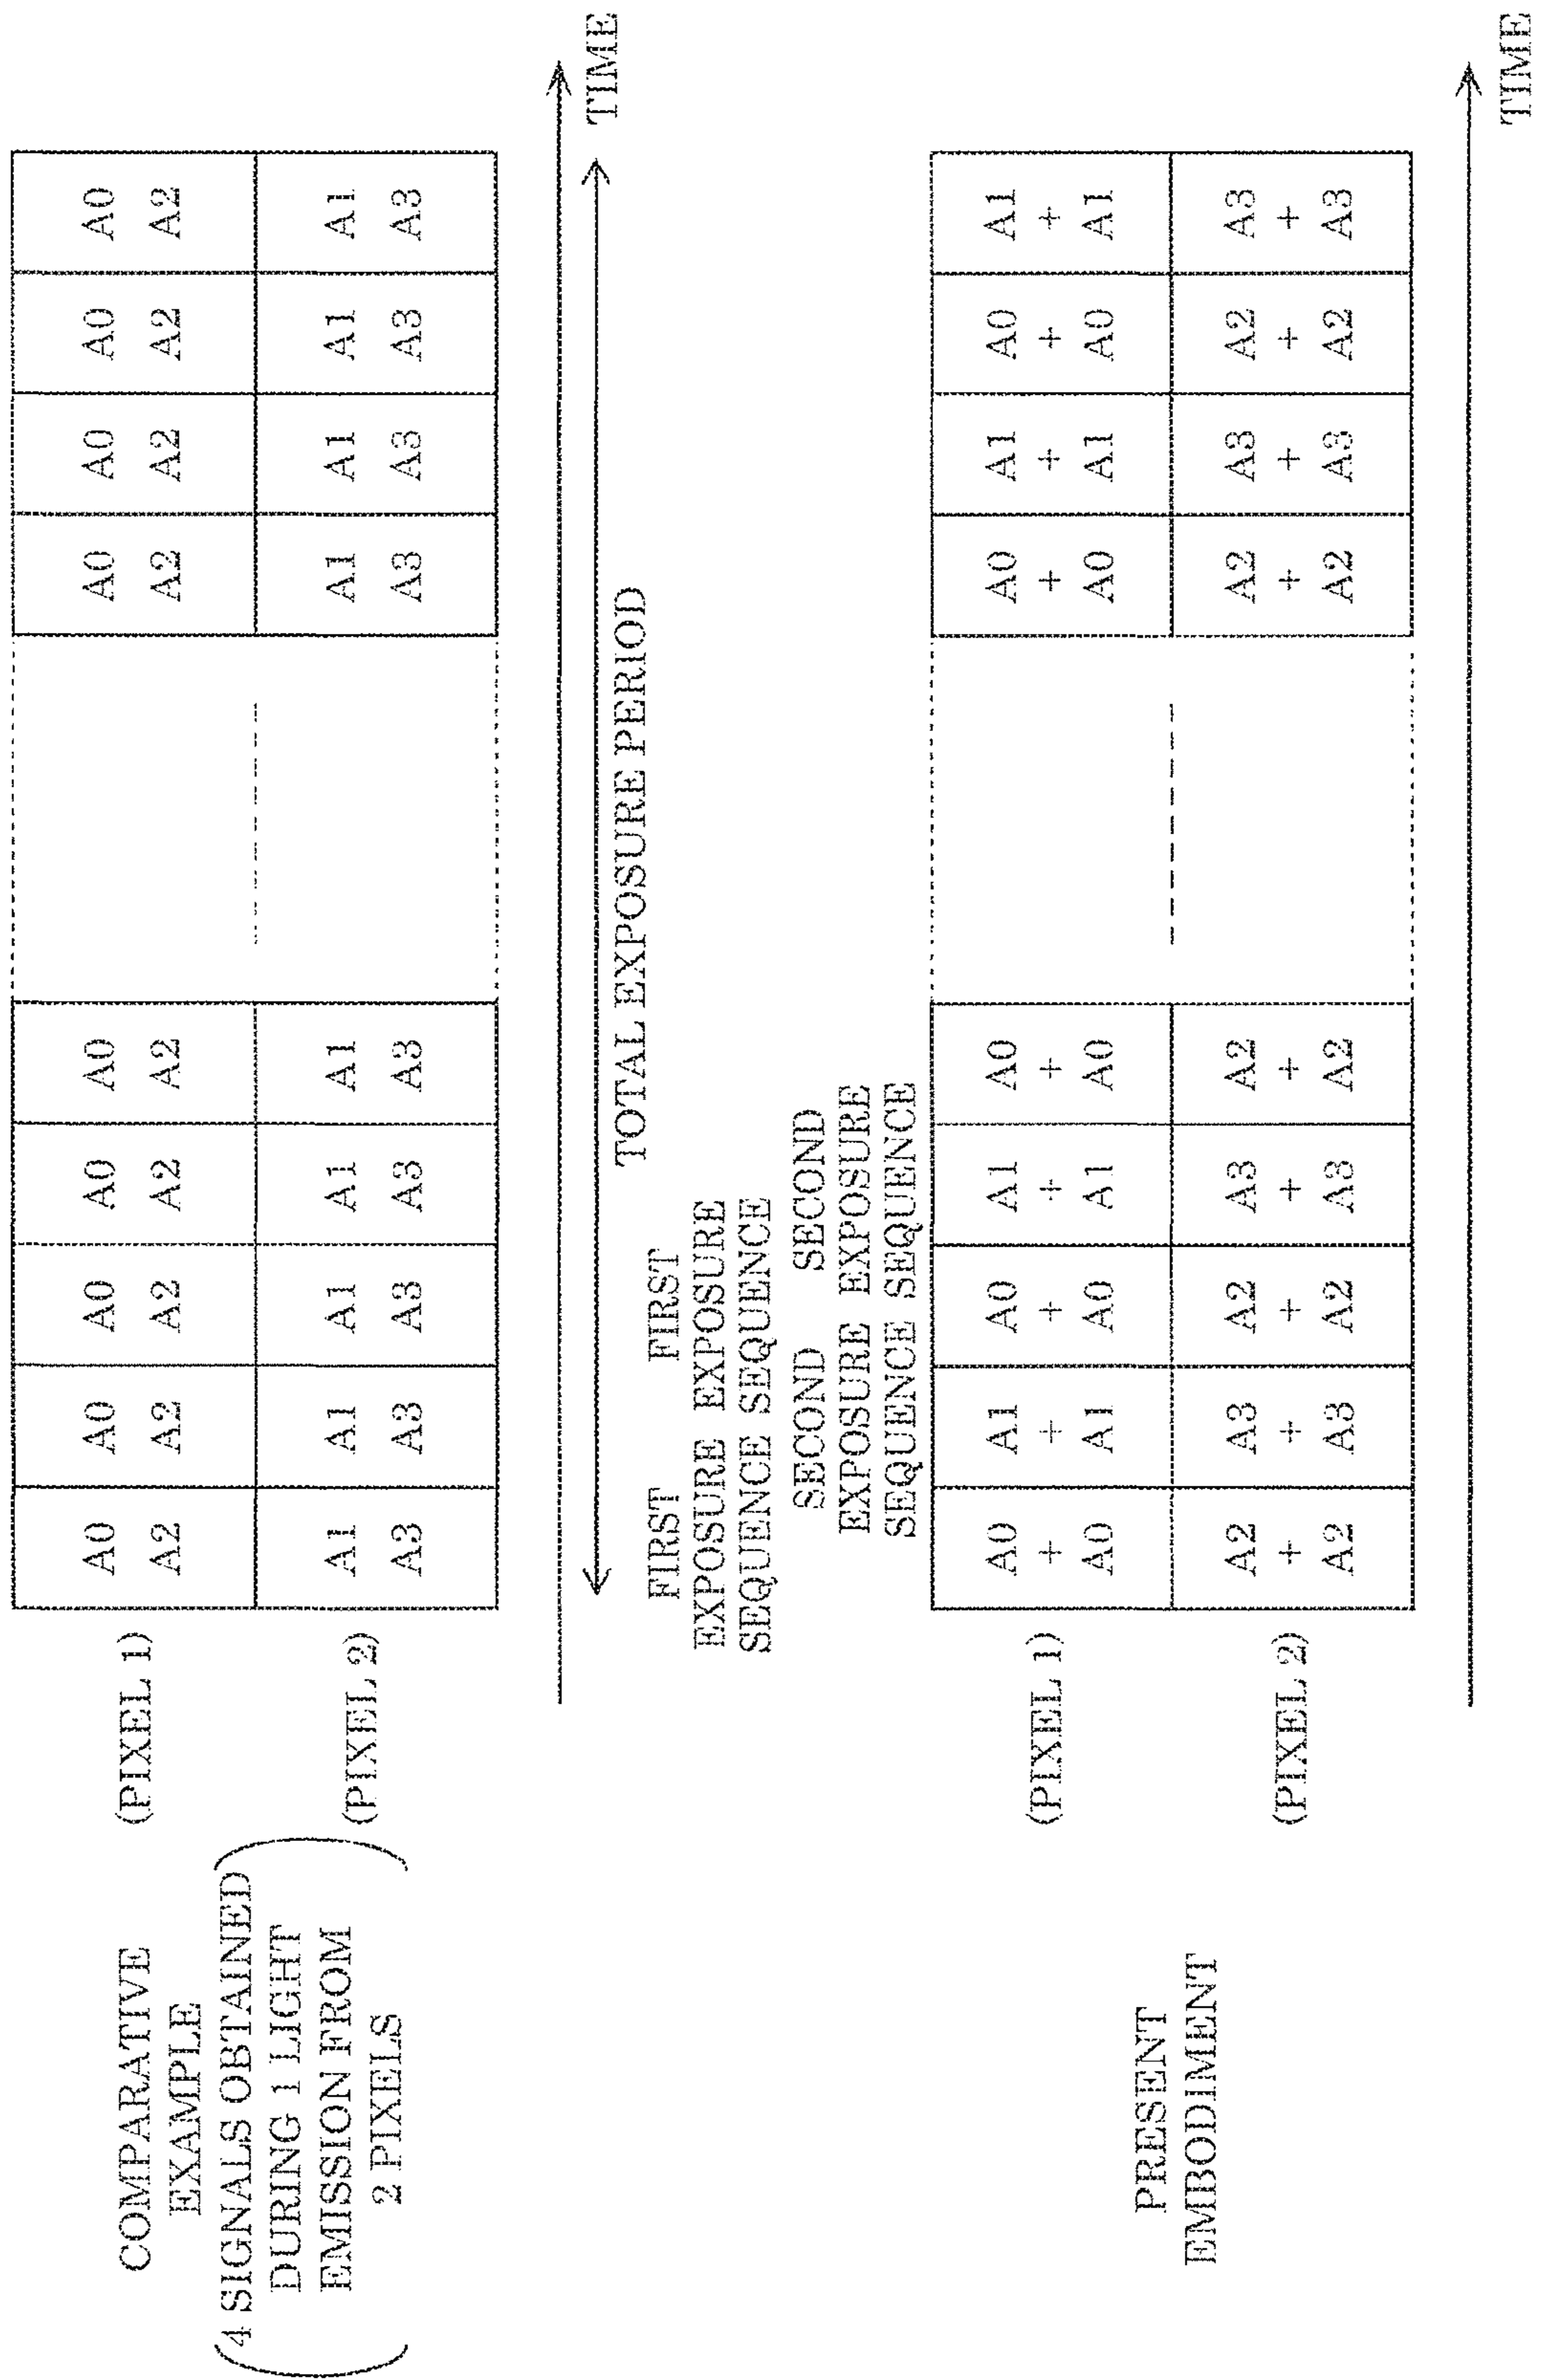 COMPARATIVE
EXAMPLE
(4 SIGNALS OBTAINED
DURING 1 LIGHT
EMISSION FROM
2 PIXELS)
(PIXEL 1)
A0 A0 A0 A0 A0 A0 A0 A0 A0
A2 A2 A2 A2 A2 A2 A2 A2 A2
(PIXEL 2)
A1 A1 A1 A1 A1 A1 A1 A1 A1
A3 A3 A3 A3 A3 A3 A3 A3 A3
TIME
TOTAL EXPOSURE PERIOD
FIRST FIRST
EXPOSURE EXPOSURE
SEQUENCE SEQUENCE
SECOND SECOND
EXPOSURE EXPOSURE
SEQUENCE SEQUENCE
PRESENT
EMBODIMENT
(PIXEL 1)
A0 A1 A0 A1 A0 A0 A1 A0 A1
+ + + + + + + + +
A0 A1 A0 A1 A0 A0 A1 A0 A1
(PIXEL 2)
A2 A3 A2 A3 A2 A2 A3 A2 A3
+ + + + + + + + +
A2 A3 A2 A3 A2 A2 A3 A2 A3
TIME